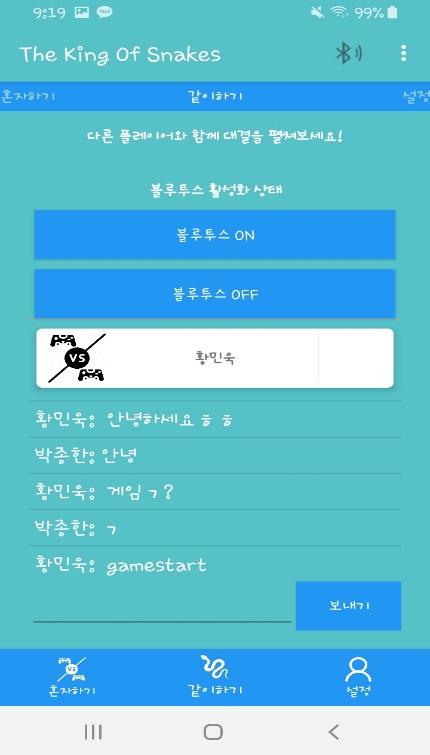 9:19
TALK
99%
The King Of Snakes
혼자하기 같이하기 설정
다른 플레이어와 함께 대결을 펼쳐보세요!
블루투스 활성화 상태
블루투스 ON
블루투스 OFF
VS
황민욱
황민욱: 안녕하세요 ㅎ ㅎ
박종한: 안녕
황민욱: 게임 ㄱ?
박종한: ㄱ
황민욱: gamestart
보내기
VS
혼자하기 같이하기 설정